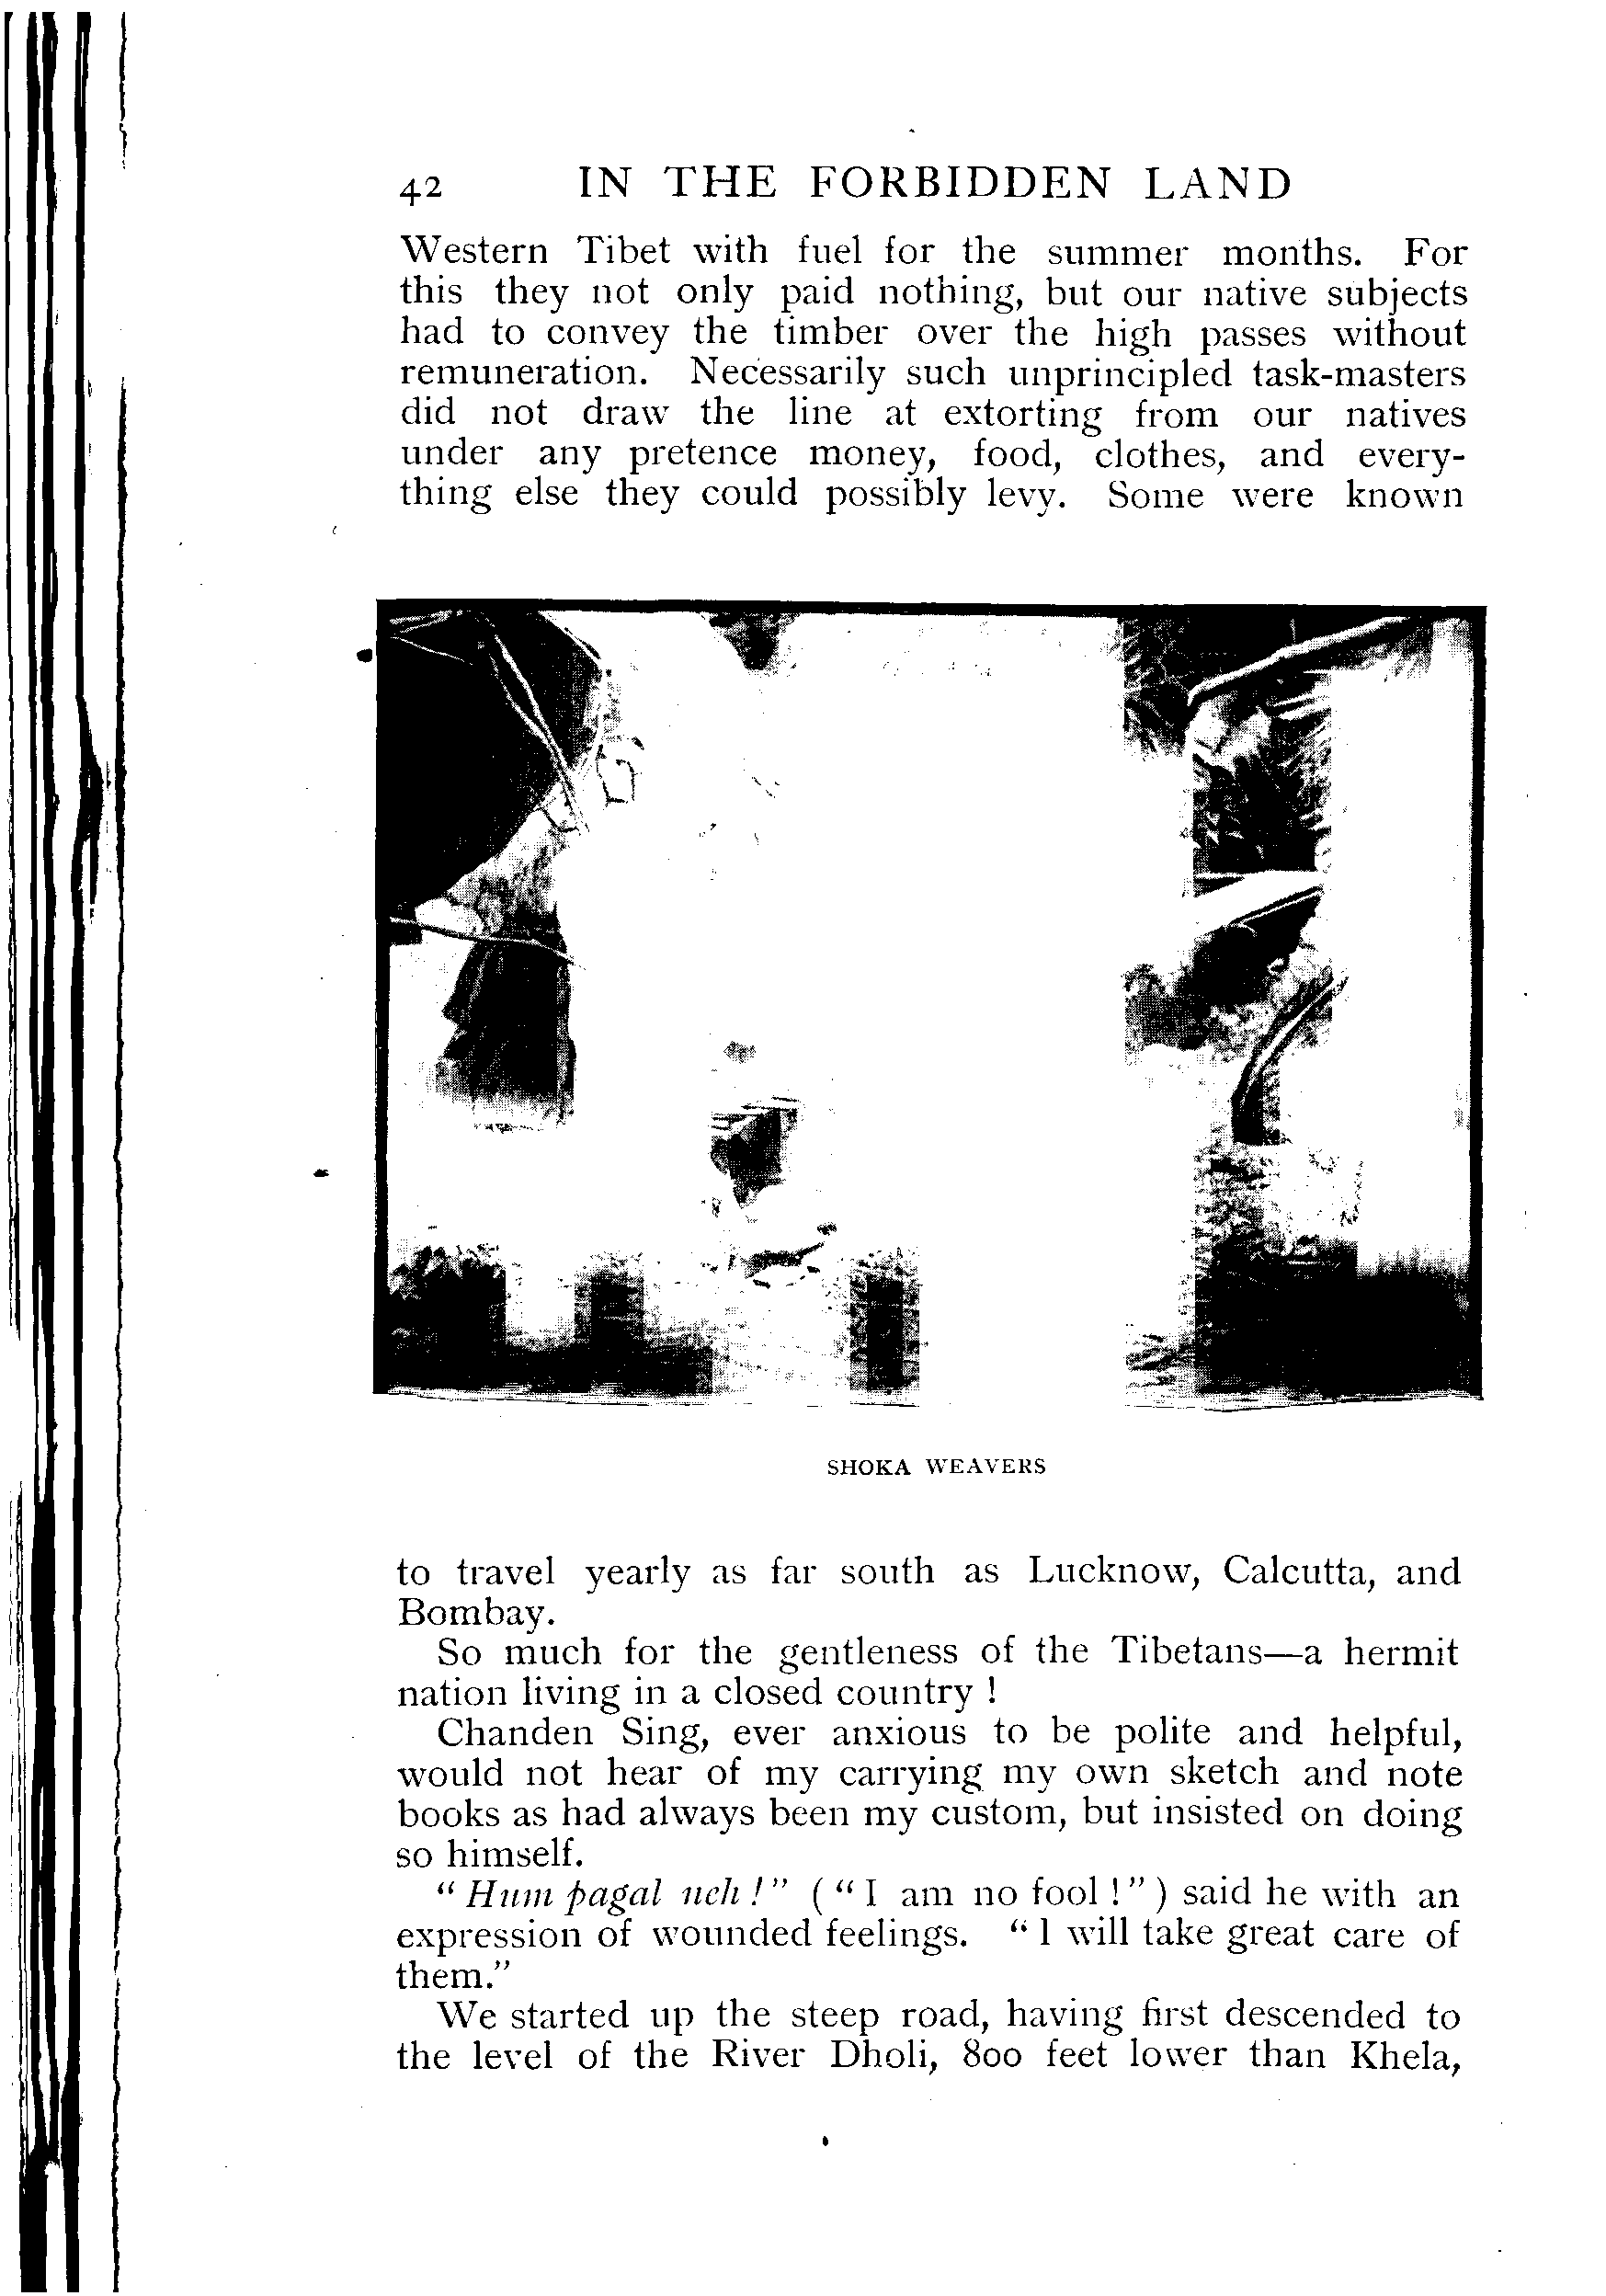 42 IN THE FORBIDDEN LAND
Western Tibet with fuel for the summer months. For
this they not only paid nothing, but our native subjects
had to convey the timber over the high passes without
remuneration. Necessarily such unprincipled task-masters
did not draw the line at extorting from our natives
under any pretence money, food, clothes, and every-
thing else they could possibly levy. Some were known
SHOKA WEAVERS
to travel yearly as far south as Lucknow, Calcutta, and
Bombay.
So much for the gentleness of the Tibetans—a hermit
nation living in a closed country !
Chanden Sing, ever anxious to be polite and helpful,
would not hear of my carrying my own sketch and note
books as had always been my custom, but insisted on doing
so himself.
“ Hum pagal neh ! ” ( “ I am no fool ! ” ) said he with an
expression of wounded feelings. “ I will take great care of
them.”
We started up the steep road, having first descended to
the level of the River Dholi, 800 feet lower than Khela,